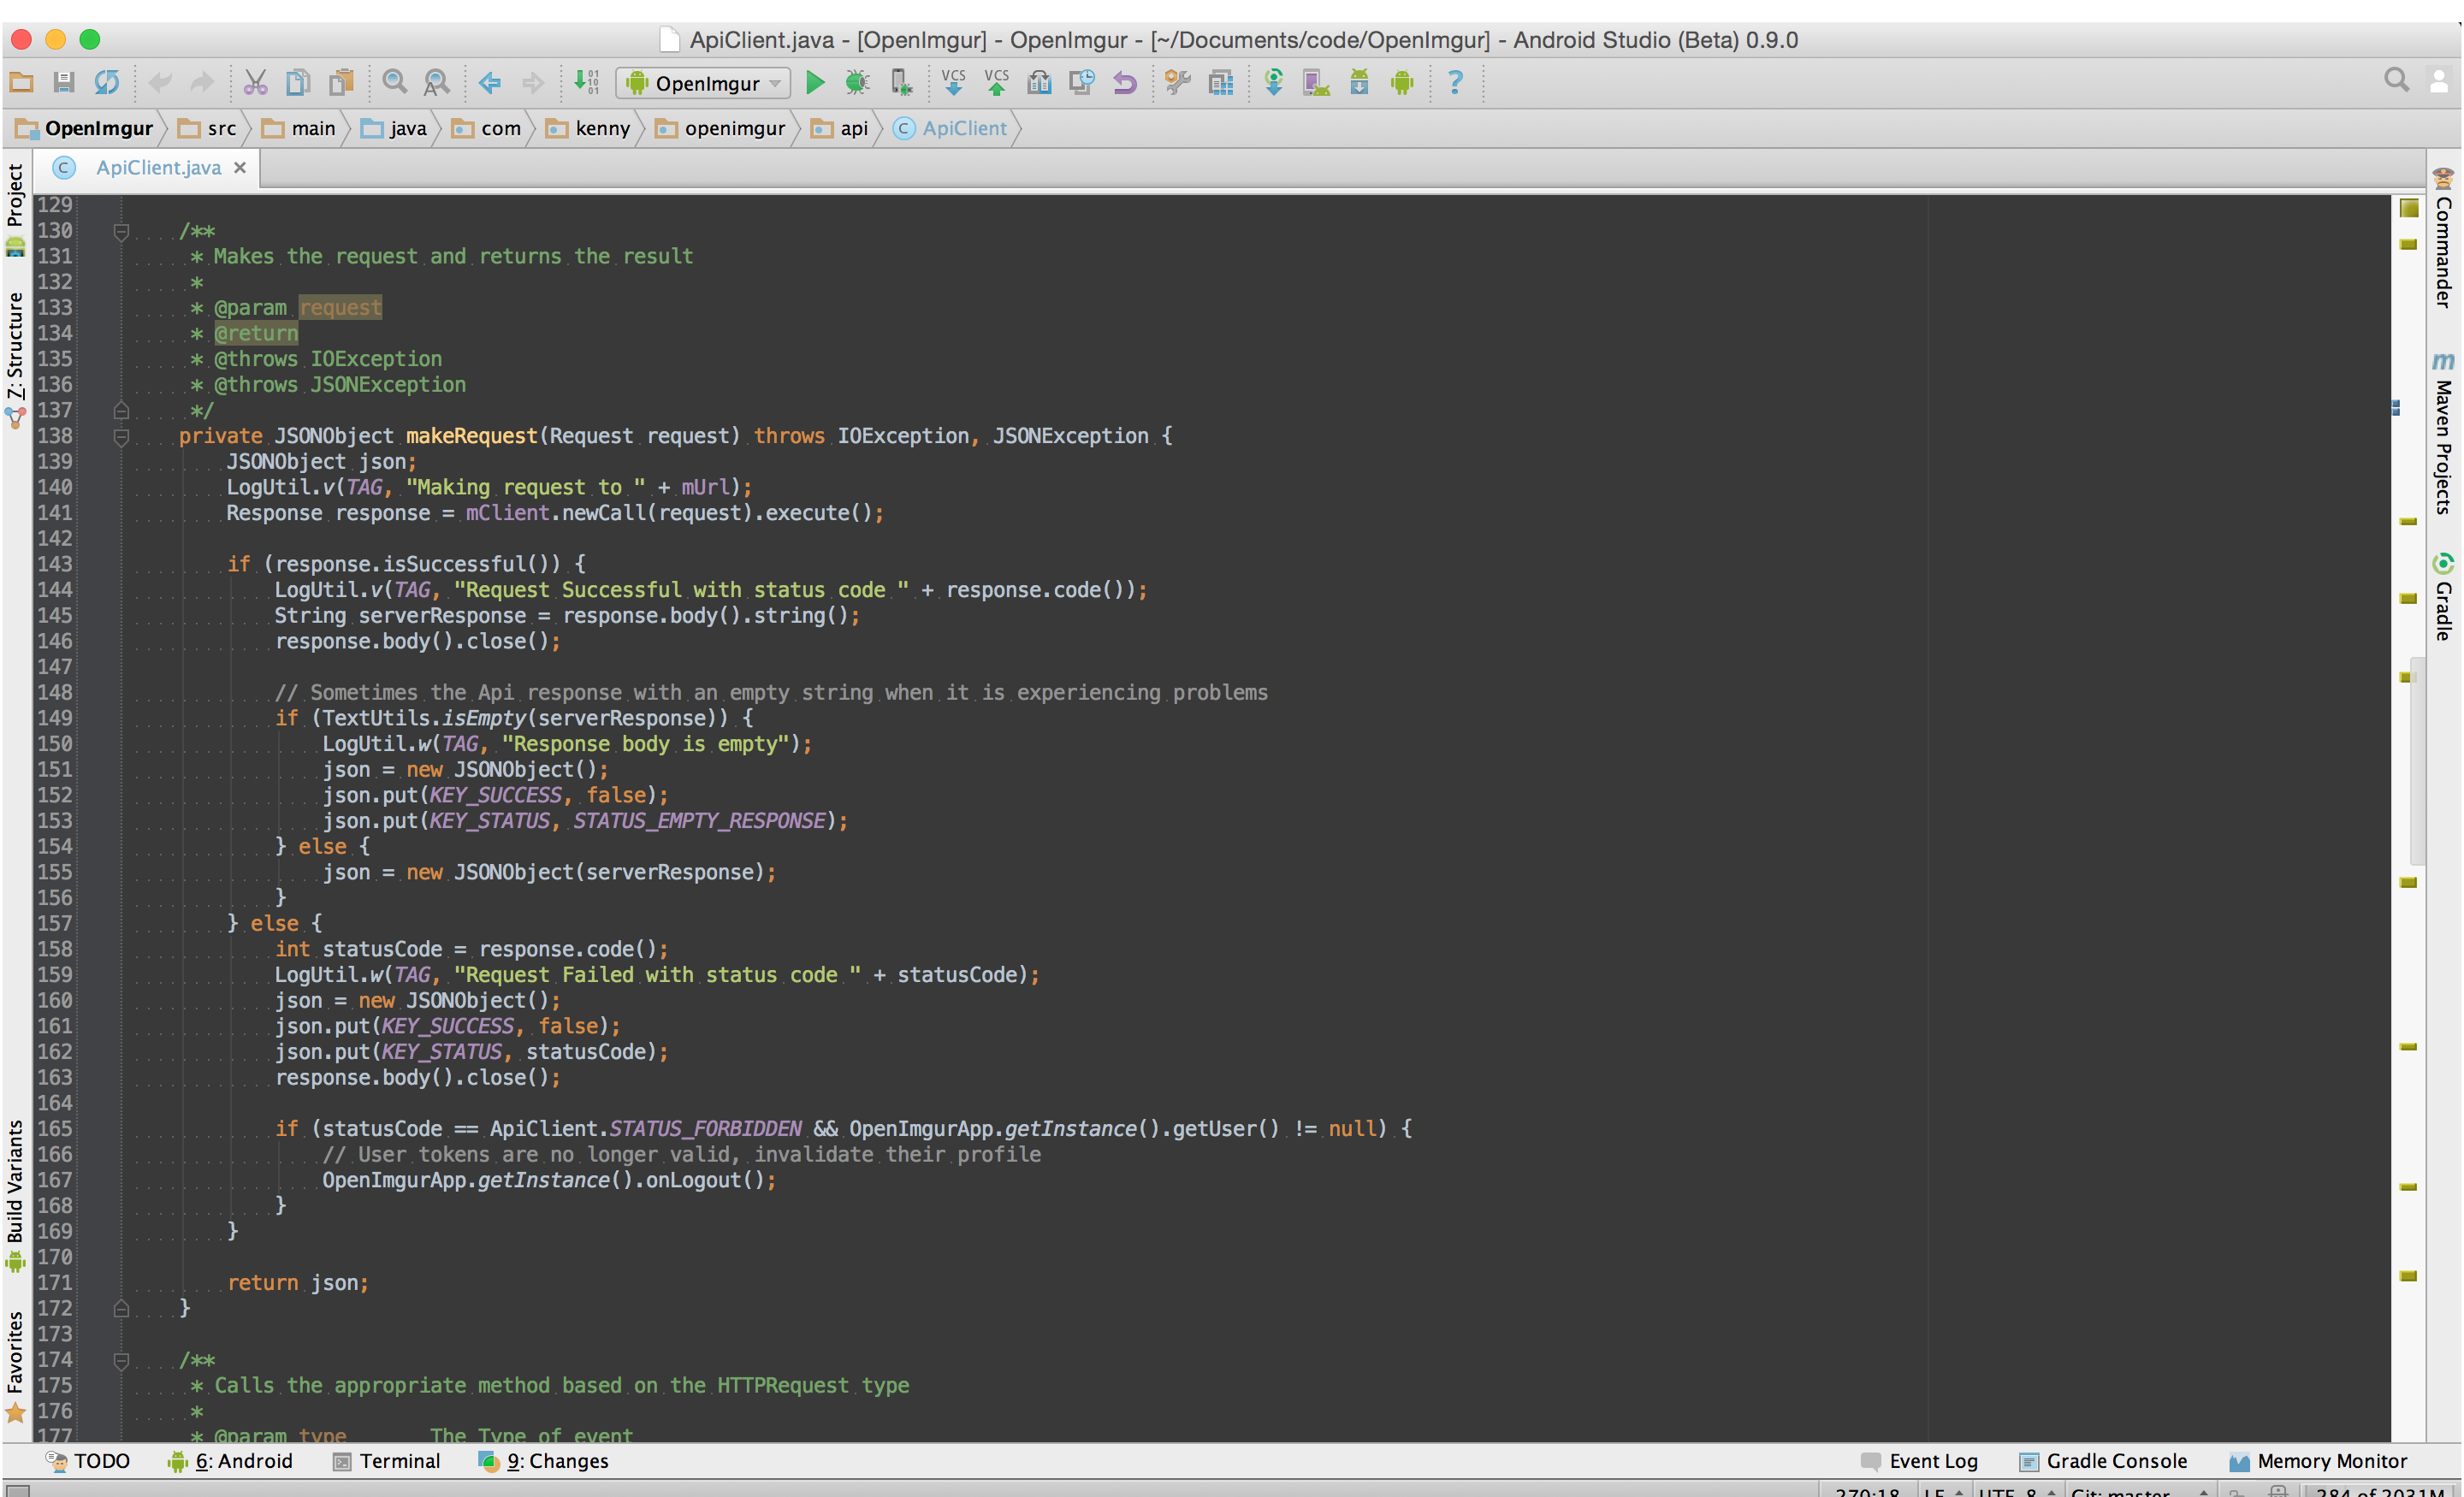 ApiClient.java - [OpenImgur] - OpenImgur - [~/Documents/code/OpenImgur] - Android Studio (Beta) 0.9.0
OpenImgur
VCS VCS
?
OpenImgur src main java com kenny openimgur api ApiClient
ApiClient.java
Project
Z: Structure
Build Variants
Favorites
129
130 /**
131 * Makes the request and returns the result
132 *
133 * @param request
134 * @return
135 * @throws IOException
136 * @throws JSONException
137 */
138 private JSONObject makeRequest(Request request) throws IOException, JSONException {
139 JSONObject json;
140 LogUtil.v(TAG, "Making request to " + mUrl);
141 Response response = mClient.newCall(request).execute();
142
143 if (response.isSuccessful()) {
144 LogUtil.v(TAG, "Request Successful with status code " + response.code());
145 String serverResponse = response.body().string();
146 response.body().close();
147
148 // Sometimes the Api response with an empty string when it is experiencing problems
149 if (TextUtils.isEmpty(serverResponse)) {
150 LogUtil.w(TAG, "Response body is empty");
151 json = new JSONObject();
152 json.put(KEY_SUCCESS, false);
153 json.put(KEY_STATUS, STATUS_EMPTY_RESPONSE);
154 } else {
155 json = new JSONObject(serverResponse);
156 }
157 } else {
158 int statusCode = response.code();
159 LogUtil.w(TAG, "Request Failed with status code " + statusCode);
160 json = new JSONObject();
161 json.put(KEY_SUCCESS, false);
162 json.put(KEY_STATUS, statusCode);
163 response.body().close();
164
165 if (statusCode == ApiClient.STATUS_FORBIDDEN && OpenImgurApp.getInstance().getUser() != null) {
166 // User tokens are no longer valid, invalidate their profile
167 OpenImgurApp.getInstance().onLogout();
168 }
169 }
170
171 return json;
172 }
173
174 /**
175 * Calls the appropriate method based on the HTTPRequest type
176 *
177 * @param type The Type of event
Commander
Maven Projects
Gradle
TODO 6: Android Terminal 9: Changes Event Log Gradle Console Memory Monitor
270:18 LF UTF-8 Git: master 284 of 2031M